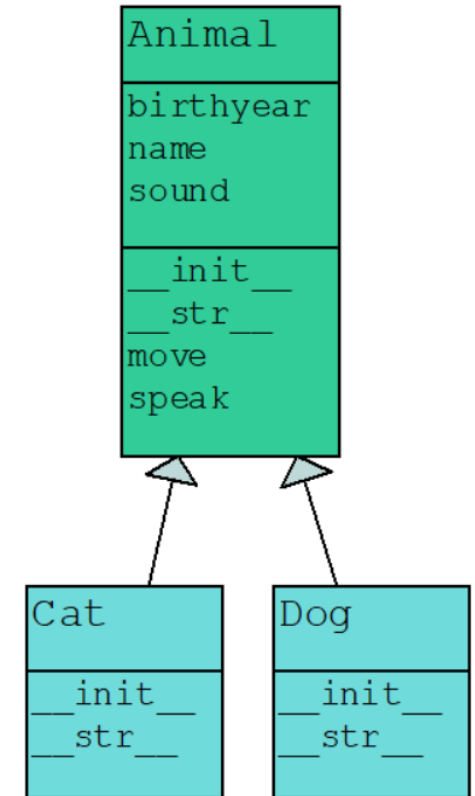 Animal
birthyear
name
sound
__init__
__str__
move
speak
Cat
__init__
__str__
Dog
__init__
__str__